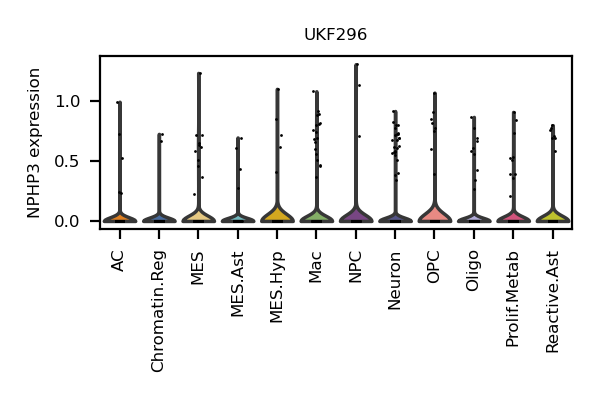 UKF296
NPHP3 expression
1.0
0.5
0.0
AC
Chromatin.Reg
MES
MES.Ast
MES.Hyp
Mac
NPC
Neuron
OPC
Oligo
Prolif.Metab
Reactive.Ast